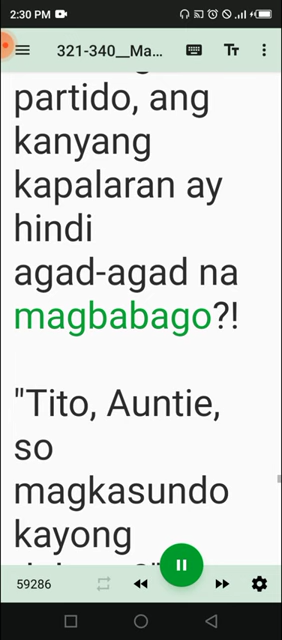 2:30 PM
321-340__Ma...
partido, ang
kanyang
kapalaran ay
hindi
agad-agad na
magbabago?!
"Tito, Auntie,
so
magkasundo
kayong
59286